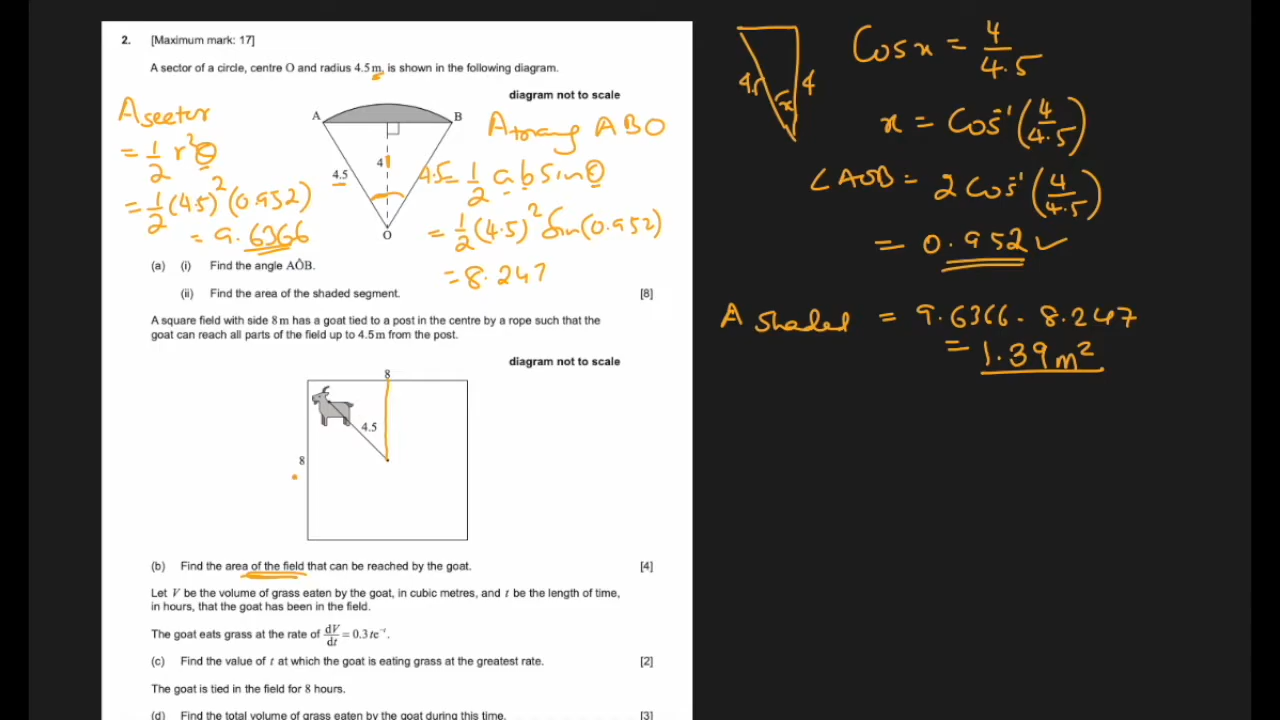 2. [Maximum mark: 17]
A sector of a circle, centre O and radius 4.5 m, is shown in the following diagram.
diagram not to scale
A
B
4
4.5
4.5
O
A sector
= 1/2 r²θ
= 1/2 (4.5)² (0.952)
= 9.6366
A triang ABO
= 1/2 ab sin θ
= 1/2 (4.5)² Sin(0.952)
= 8.247
(a) (i) Find the angle AÔB.
(ii) Find the area of the shaded segment. [8]
A square field with side 8 m has a goat tied to a post in the centre by a rope such that the
goat can reach all parts of the field up to 4.5 m from the post.
diagram not to scale
8
4.5
8
(b) Find the area of the field that can be reached by the goat. [4]
Let V be the volume of grass eaten by the goat, in cubic metres, and t be the length of time,
in hours, that the goat has been in the field.
The goat eats grass at the rate of dV/dt = 0.3 te⁻ᵗ.
(c) Find the value of t at which the goat is eating grass at the greatest rate. [2]
The goat is tied in the field for 8 hours.
(d) Find the total volume of grass eaten by the goat during this time. [3]
4.5
4
x
Cos x = 4/4.5
x = Cos⁻¹(4/4.5)
∠AOB = 2 Cos⁻¹(4/4.5)
= 0.952 ✓
A shaded = 9.6366 - 8.247
= 1.39 m²